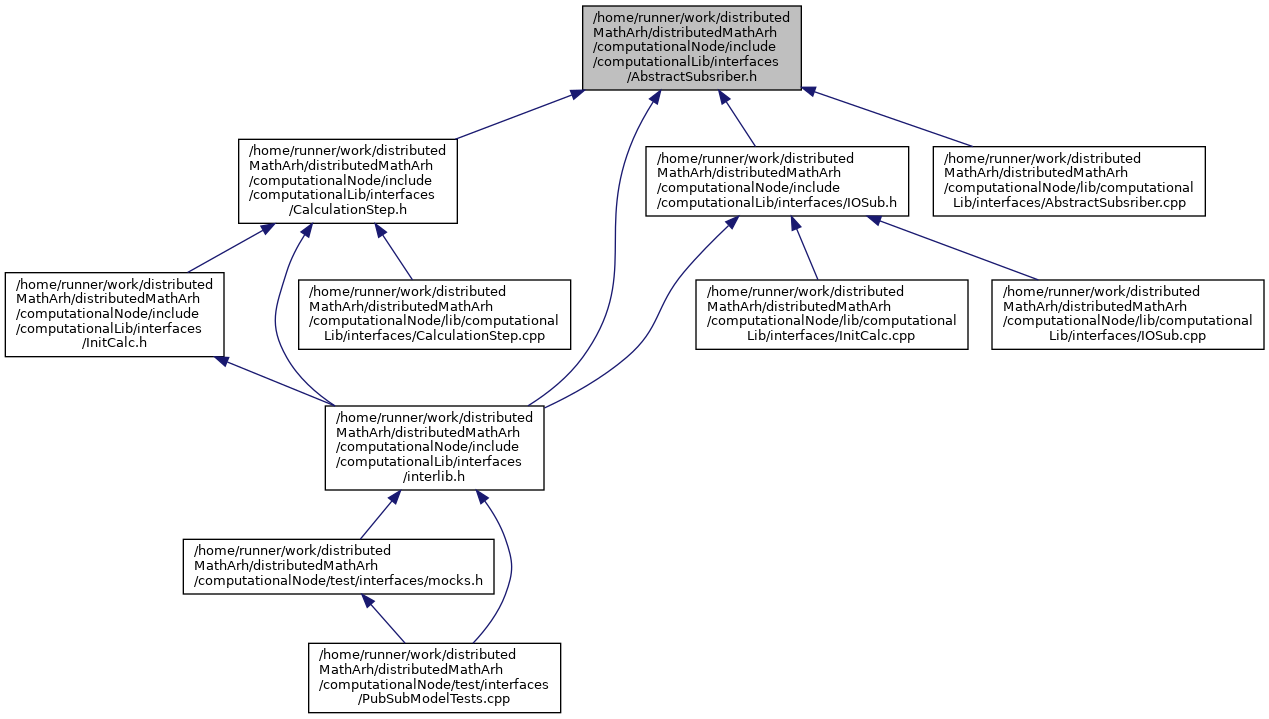 /home/runner/work/distributed
MathArh/distributedMathArh
/computationalNode/include
/computationalLib/interfaces
/AbstractSubsriber.h
/home/runner/work/distributed
MathArh/distributedMathArh
/computationalNode/include
/computationalLib/interfaces
/CalculationStep.h
/home/runner/work/distributed
MathArh/distributedMathArh
/computationalNode/include
/computationalLib/interfaces/IOSub.h
/home/runner/work/distributed
MathArh/distributedMathArh
/computationalNode/lib/computational
Lib/interfaces/AbstractSubsriber.cpp
/home/runner/work/distributed
MathArh/distributedMathArh
/computationalNode/include
/computationalLib/interfaces
/InitCalc.h
/home/runner/work/distributed
MathArh/distributedMathArh
/computationalNode/lib/computational
Lib/interfaces/CalculationStep.cpp
/home/runner/work/distributed
MathArh/distributedMathArh
/computationalNode/lib/computational
Lib/interfaces/InitCalc.cpp
/home/runner/work/distributed
MathArh/distributedMathArh
/computationalNode/lib/computational
Lib/interfaces/IOSub.cpp
/home/runner/work/distributed
MathArh/distributedMathArh
/computationalNode/include
/computationalLib/interfaces
/interlib.h
/home/runner/work/distributed
MathArh/distributedMathArh
/computationalNode/test/interfaces/mocks.h
/home/runner/work/distributed
MathArh/distributedMathArh
/computationalNode/test/interfaces
/PubSubModelTests.cpp